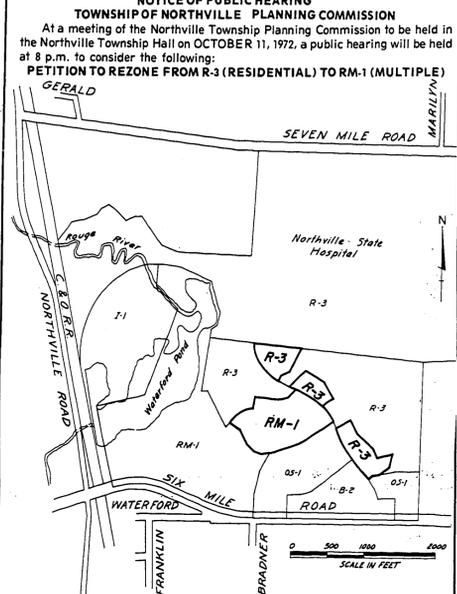 NOTICE OF PUBLIC HEARING
TOWNSHIP OF NORTHVILLE PLANNING COMMISSION
At a meeting of the Northville Township Planning Commission to be held in
the Northville Township Hall on OCTOBER 11, 1972, a public hearing will be held
at 8 p.m. to consider the following:
PETITION TO REZONE FROM R-3 (RESIDENTIAL) TO RM-1 (MULTIPLE)
GERALD
MARILYN
SEVEN MILE ROAD
N
Rouge River
Northville - State
Hospital
R-3
C. & O. R.R.
NORTHVILLE ROAD
I-1
Waterford Pond
R-3
R-3
R-3
R-3
RM-1
R-3
RM-1
OS-1
B-2
OS-1
SIX MILE ROAD
WATERFORD
FRANKLIN
BRADNER
0 500 1000 2000
SCALE IN FEET